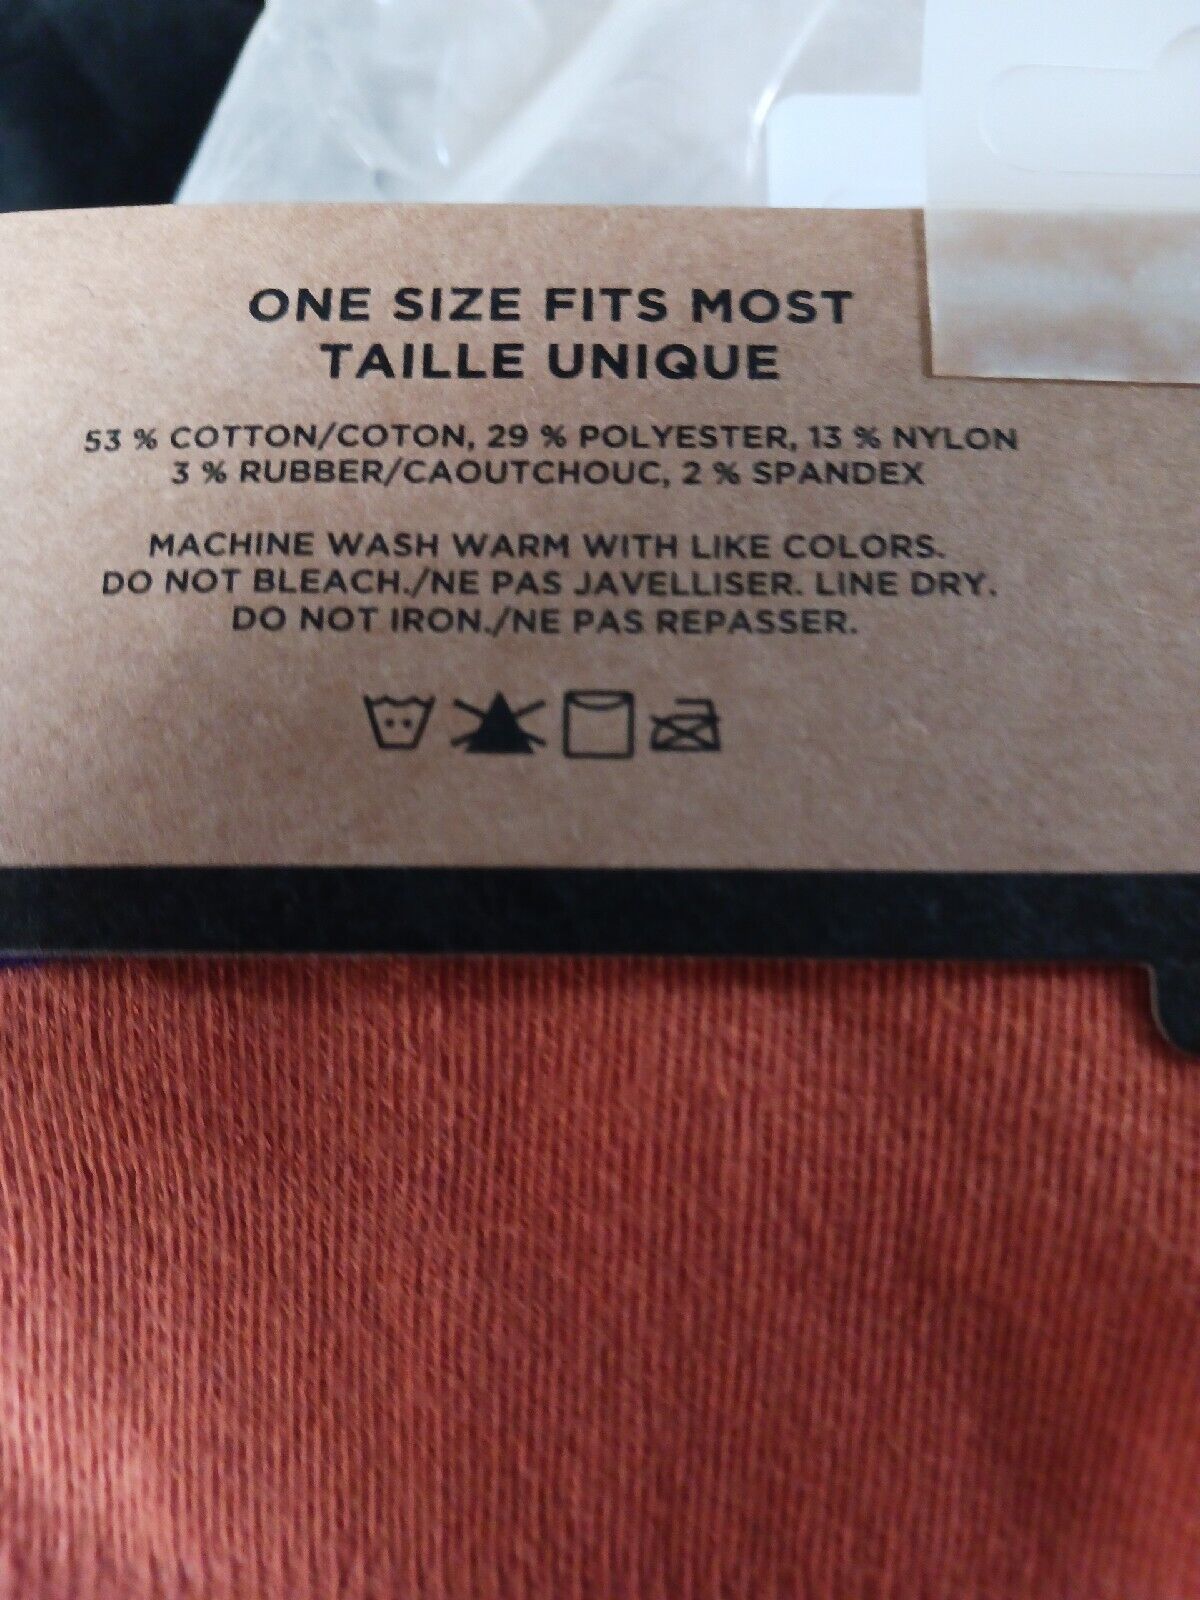 ONE SIZE FITS MOST
TAILLE UNIQUE
53 % COTTON/COTON, 29 % POLYESTER, 13 % NYLON
3 % RUBBER/CAOUTCHOUC, 2 % SPANDEX
MACHINE WASH WARM WITH LIKE COLORS.
DO NOT BLEACH./NE PAS JAVELLISER. LINE DRY.
DO NOT IRON./NE PAS REPASSER.